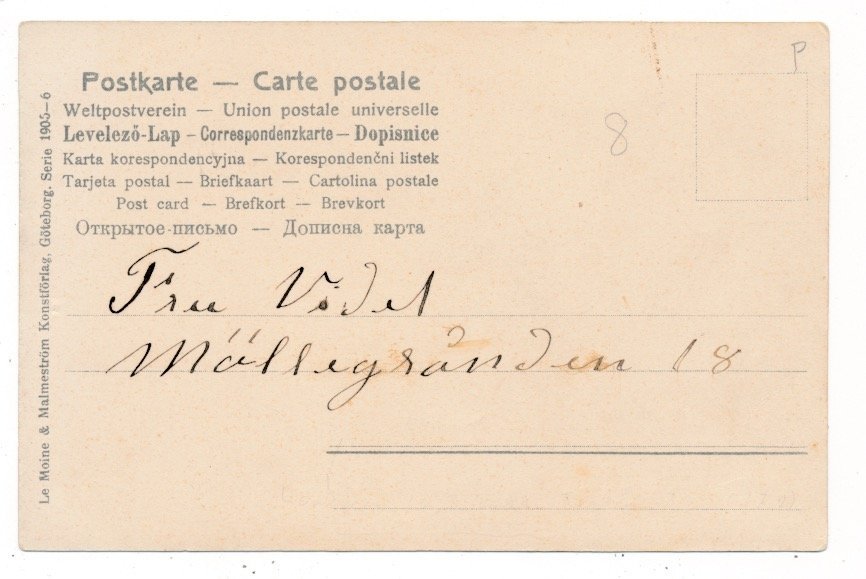 Postkarte — Carte postale
Weltpostverein — Union postale universelle
Levelező-Lap – Correspondenzkarte – Dopisnice
Karta korespondencyjna — Korespondenční listek
Tarjeta postal — Briefkaart — Cartolina postale
Post card — Brefkort — Brevkort
Открытое письмо — Дописна карта
P
8
Le Moine & Malmeström Konstförlag, Göteborg. Serie 1905—6
Fru Videl
Möllegränden 18